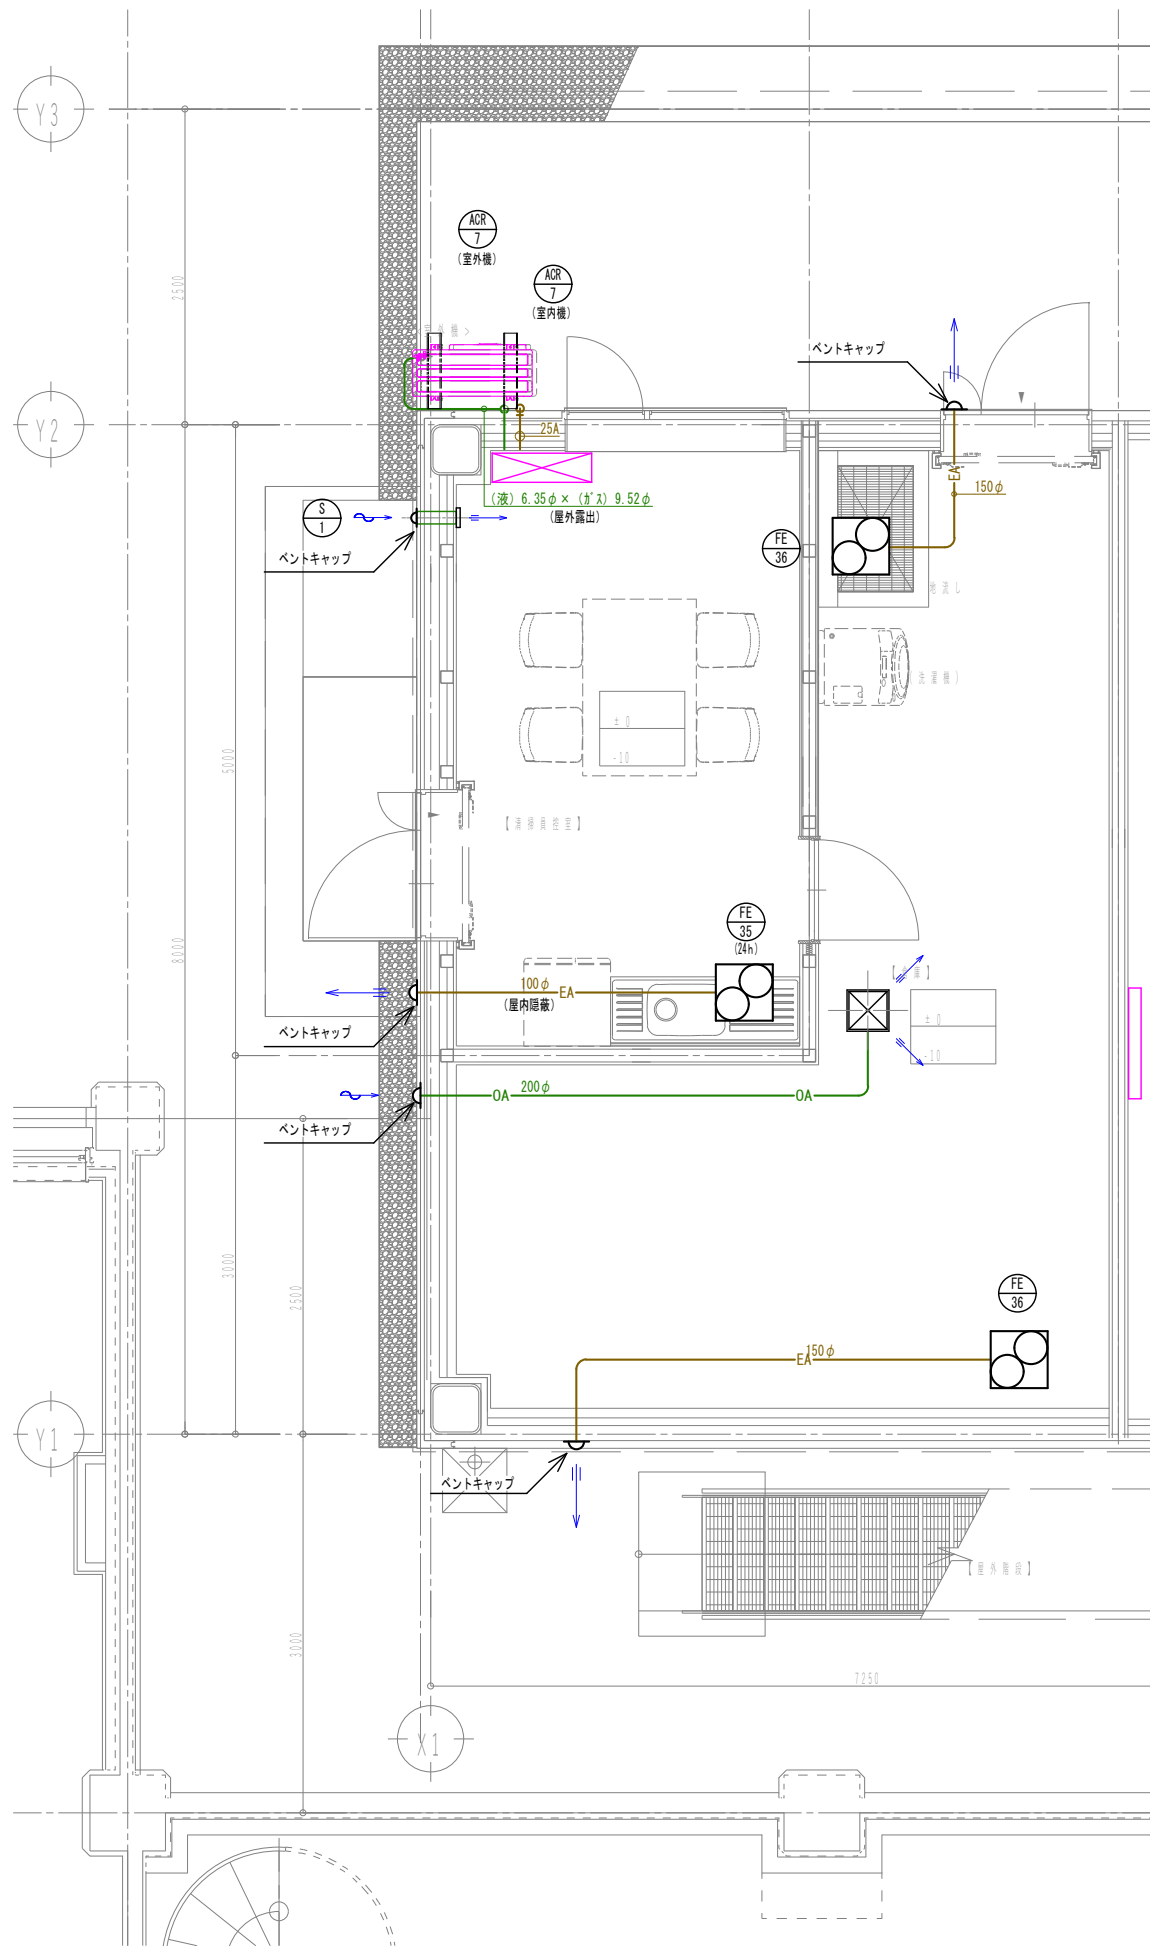 Y3
2500
ACR
7
(室外機)
ACR
7
(室内機)
ベントキャップ
Y2
25A
EA
150φ
(液) 6.35φ × (ガス) 9.52φ
(屋外露出)
S
1
ベントキャップ
FE
36
± 0
-10
5000
8000
FE
35
(24h)
100φ
EA
(屋内隠蔽)
ベントキャップ
± 0
-10
OA
200φ
OA
ベントキャップ
3000
2500
FE
36
EA
150φ
Y1
ベントキャップ
3000
7250
X1